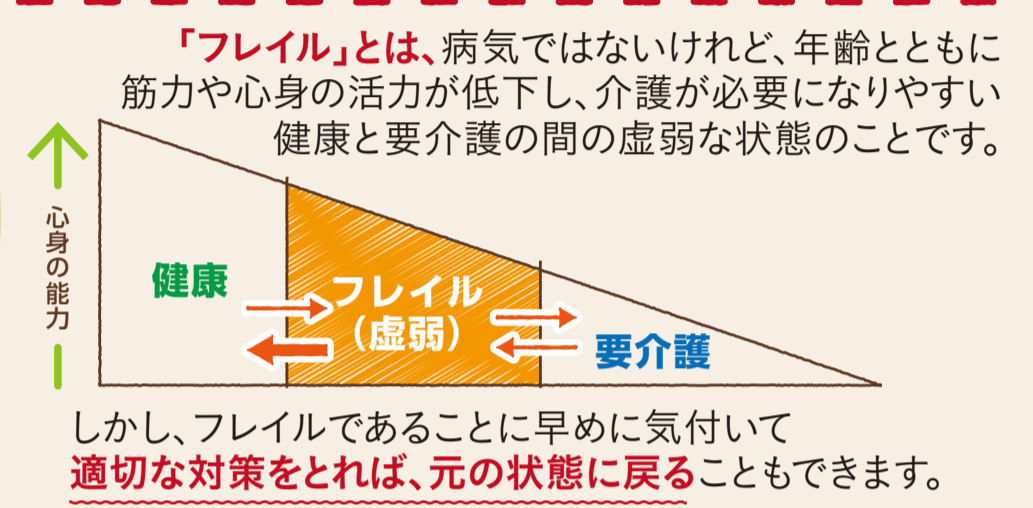 「フレイル」とは、病気ではないけれど、年齢とともに
筋力や心身の活力が低下し、介護が必要になりやすい
健康と要介護の間の虚弱な状態のことです。
心身の能力
健康
フレイル
（虚弱）
要介護
しかし、フレイルであることに早めに気付いて
適切な対策をとれば、元の状態に戻ることもできます。